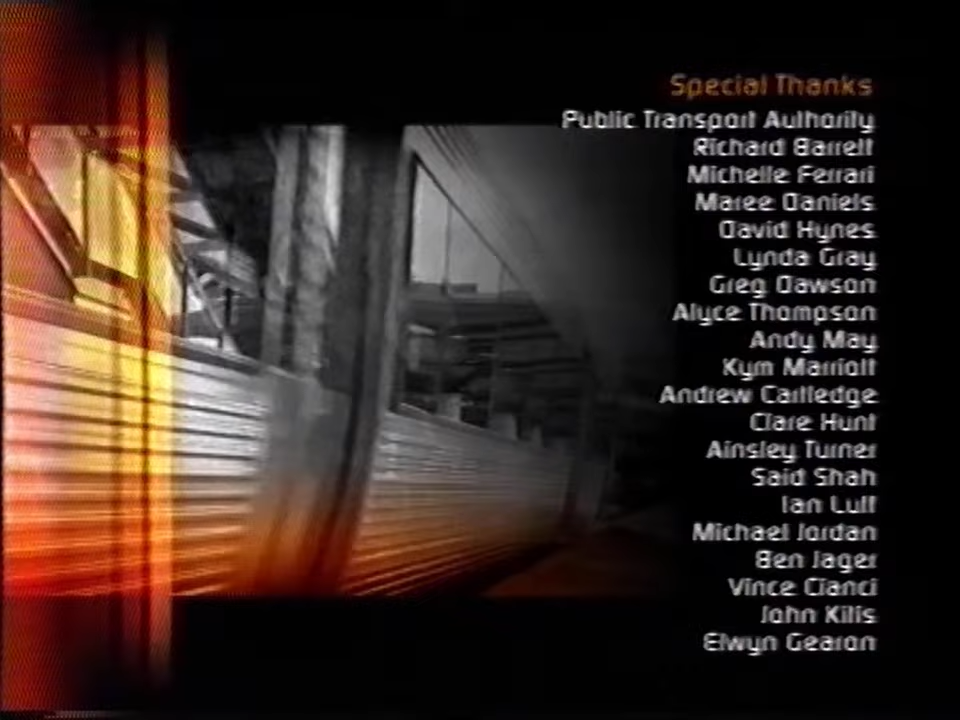 Special Thanks
Public Transport Authority
Richard Barrett
Michelle Ferrari
Maree Daniels
David Hynes
Lynda Gray
Greg Dawson
Alyce Thompson
Andy May
Kym Marriott
Andrew Cartledge
Clare Hunt
Ainsley Turner
Said Shah
Ian
Michael Jordan
Ben Jager
Vince Cianci
John
Elwyn Gearon